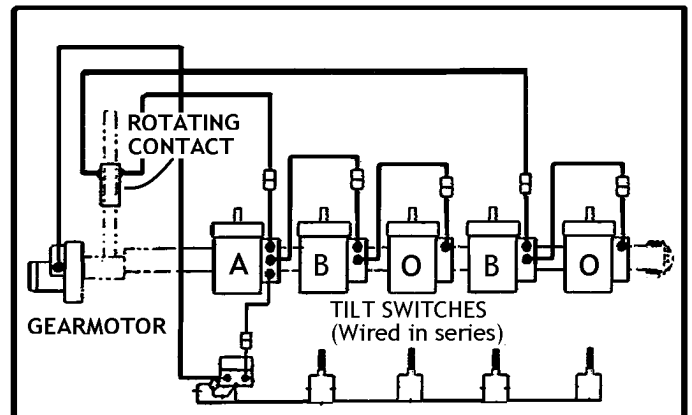 ROTATING
CONTACT
A
B
O
B
O
GEARMOTOR
TILT SWITCHES
(Wired in series)